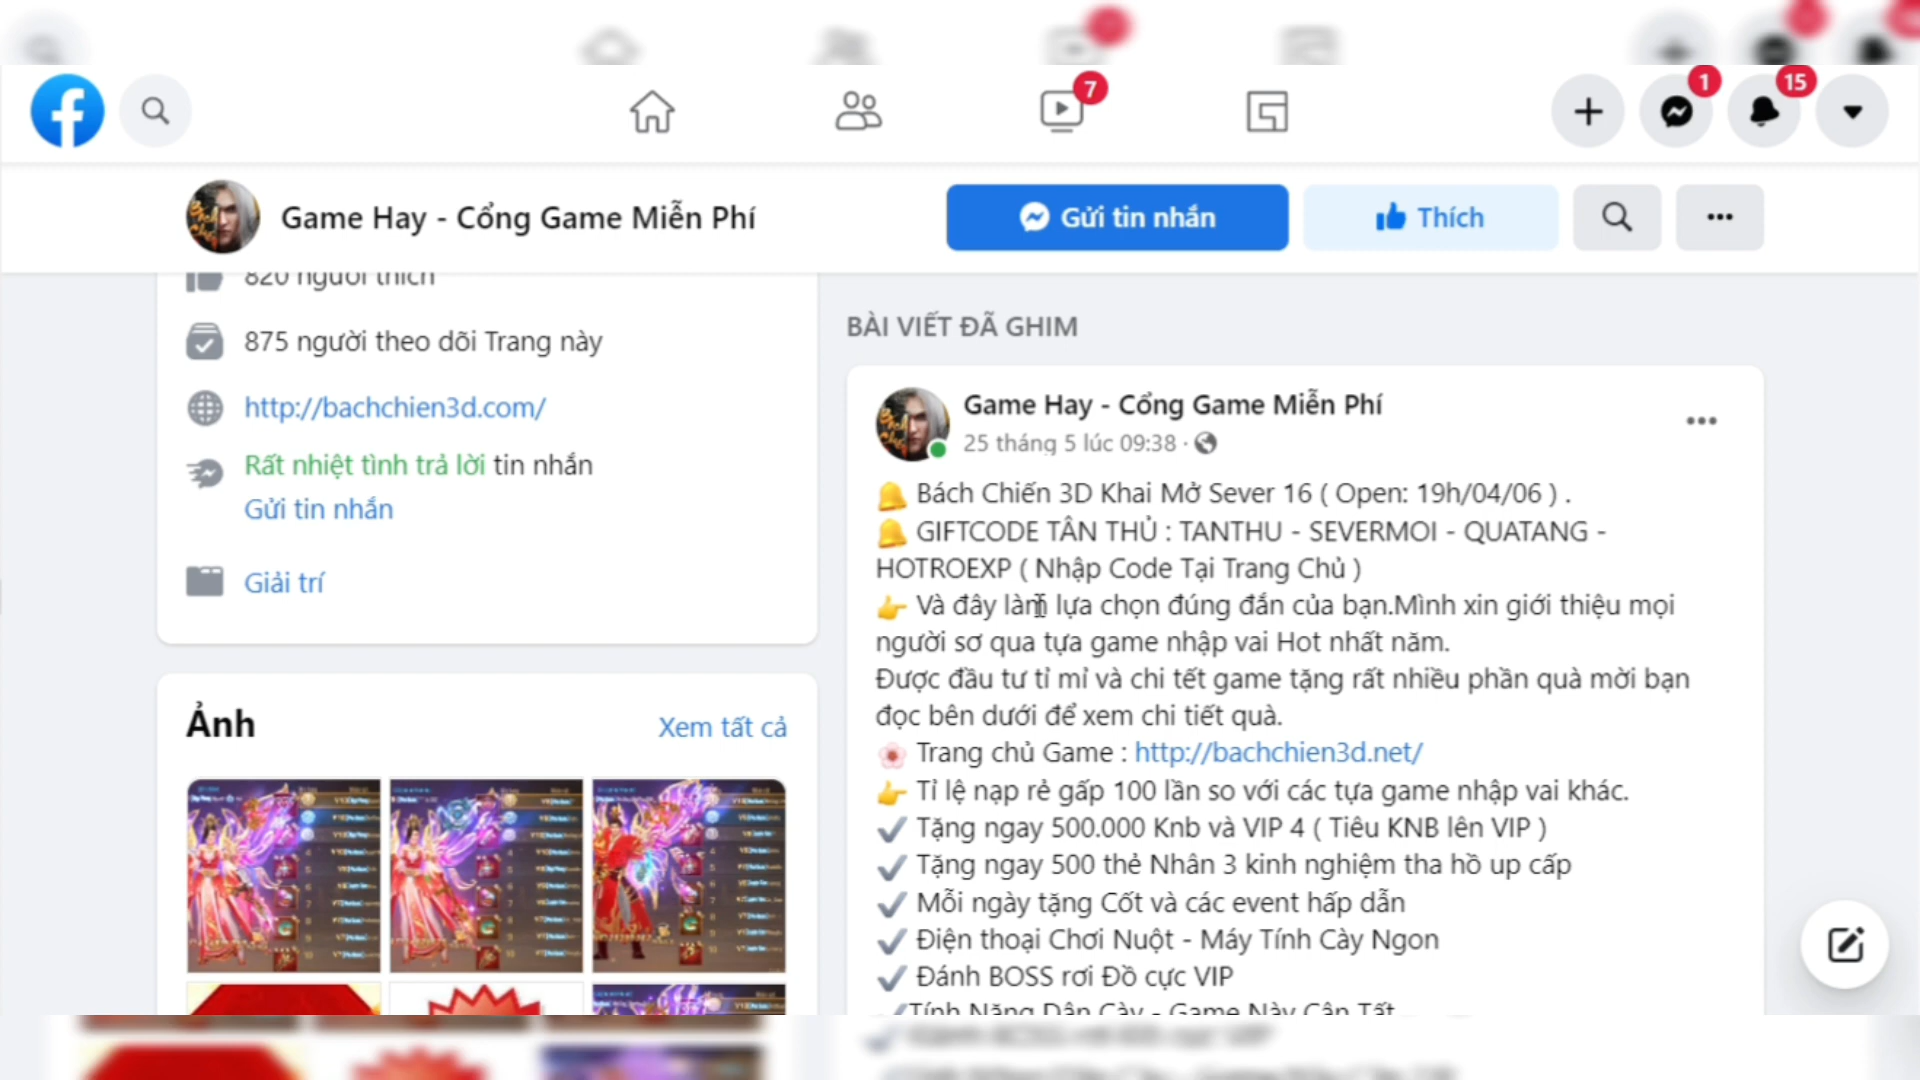 7
1
15
Game Hay - Cổng Game Miễn Phí
Gửi tin nhắn
Thích
820 người thích
875 người theo dõi Trang này
http://bachchien3d.com/
Rất nhiệt tình trả lời tin nhắn
Gửi tin nhắn
Giải trí
Ảnh
Xem tất cả
BÀI VIẾT ĐÃ GHIM
Game Hay - Cổng Game Miễn Phí
25 tháng 5 lúc 09:38 ·
Bách Chiến 3D Khai Mở Sever 16 ( Open: 19h/04/06 ) .
GIFTCODE TÂN THỦ : TANTHU - SEVERMOI - QUATANG -
HOTROEXP ( Nhập Code Tại Trang Chủ )
Và đây làm lựa chọn đúng đắn của bạn.Mình xin giới thiệu mọi
người sơ qua tựa game nhập vai Hot nhất năm.
Được đầu tư tỉ mỉ và chi tết game tặng rất nhiều phần quà mời bạn
đọc bên dưới để xem chi tiết quà.
Trang chủ Game : http://bachchien3d.net/
Tỉ lệ nạp rẻ gấp 100 lần so với các tựa game nhập vai khác.
Tặng ngay 500.000 Knb và VIP 4 ( Tiêu KNB lên VIP )
Tặng ngay 500 thẻ Nhân 3 kinh nghiệm tha hồ up cấp
Mỗi ngày tặng Cốt và các event hấp dẫn
Điện thoại Chơi Nuột - Máy Tính Cày Ngon
Đánh BOSS rơi Đồ cực VIP
Tính Năng Dân Cày - Game Này Cân Tất